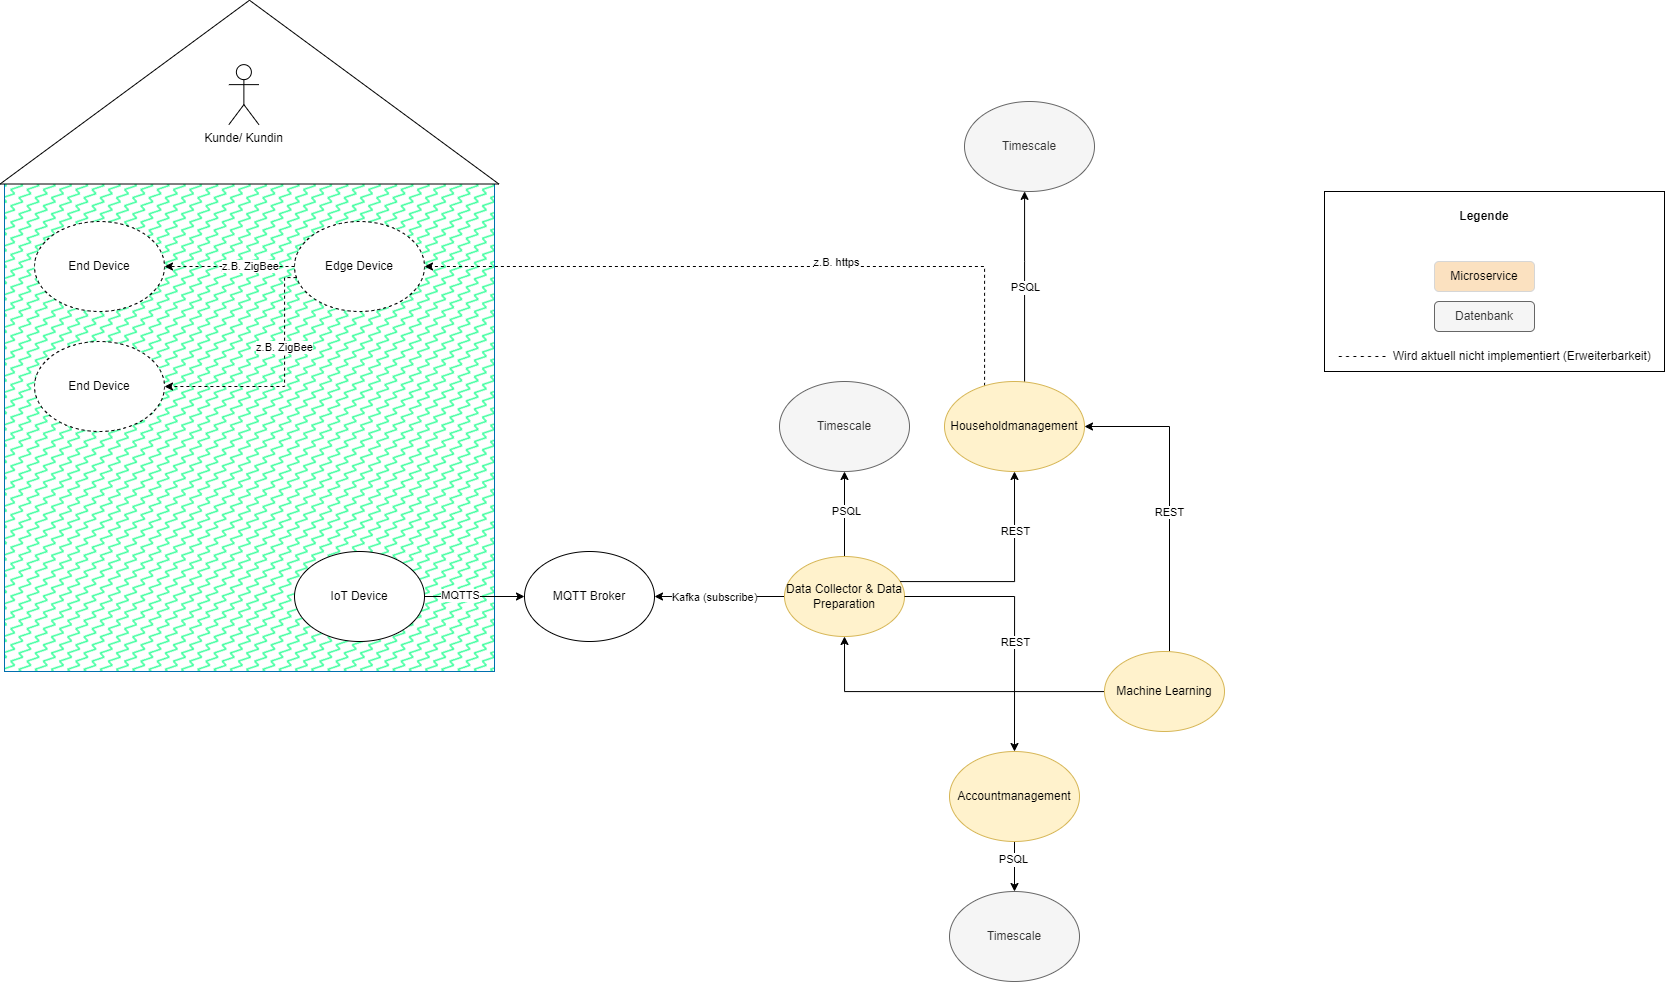 Kunde/ Kundin
End Device
z.B. ZigBee
Edge Device
z.B. ZigBee
End Device
IoT Device
MQTTS
MQTT Broker
Kafka (subscribe)
Data Collector & Data
Preparation
PSQL
Timescale
z.B. https
Timescale
PSQL
Householdmanagement
REST
REST
REST
Machine Learning
Accountmanagement
PSQL
Timescale
Legende
Microservice
Datenbank
Wird aktuell nicht implementiert (Erweiterbarkeit)